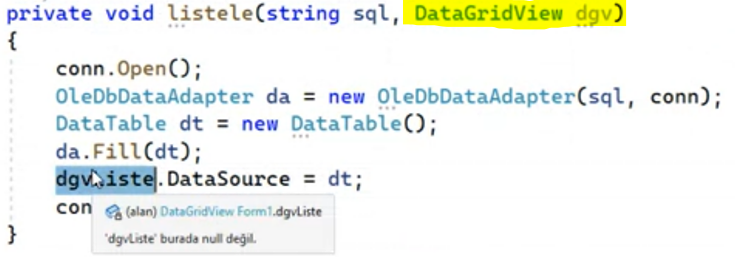 private void listele(string sql, DataGridView dgv)
{
conn.Open();
OleDbDataAdapter da = new OleDbDataAdapter(sql, conn);
DataTable dt = new DataTable();
da.Fill(dt);
dgvListe.DataSource = dt;
con
(alan) DataGridView Form1.dgvListe
'dgvListe' burada null değil.
}